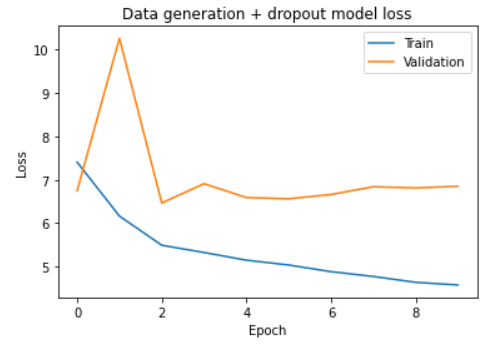 Data generation + dropout model loss
Train
Validation
10
9
8
7
6
5
Loss
0
2
4
6
8
Epoch